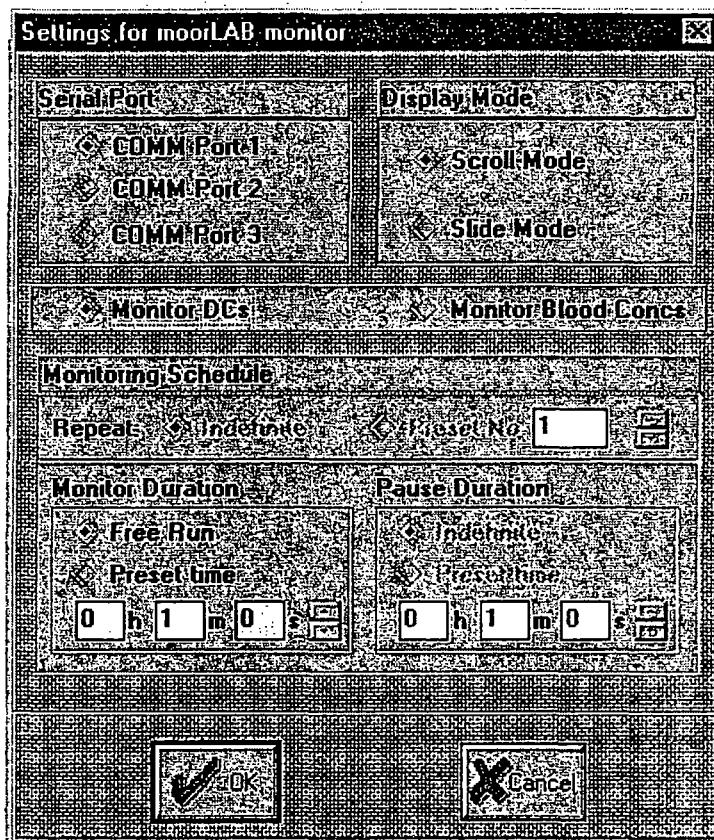 Settings for moorLAB monitor
Serial Port
COMM Port 1
COMM Port 2
COMM Port 3
Display Mode
Scroll Mode
Slide Mode
Monitor DCs
Monitor Blood Concs
Monitoring Schedule
Repeat Indefinite Preset No 1
Monitor Duration
Free Run
Preset time
0 h 1 m 0 s
Pause Duration
Indefinite
Preset time
0 h 1 m 0 s
OK
Cancel